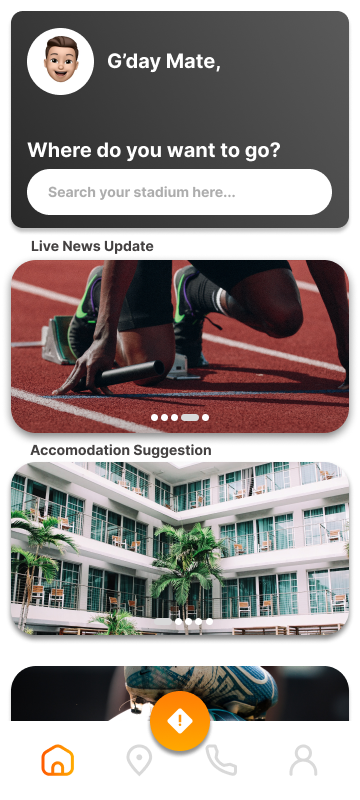 G’day Mate,
Where do you want to go?
Search your stadium here...
Live News Update
Accomodation Suggestion